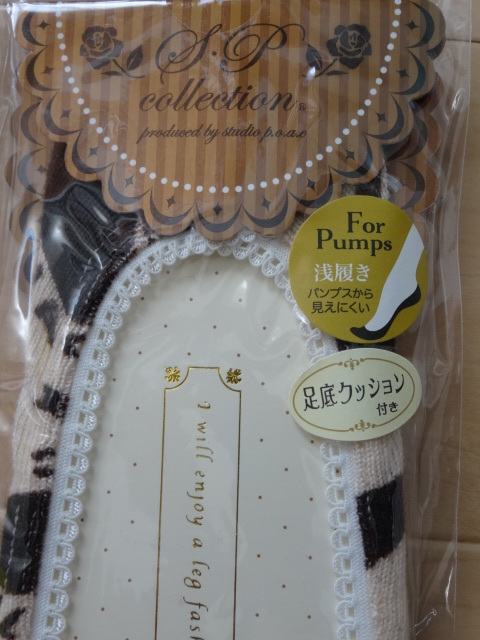 S.P
collection
produced by studio p.o.a.c
For
Pumps
浅履き
パンプスから
見えにくい
足底クッション
付き
I will enjoy a leg fash